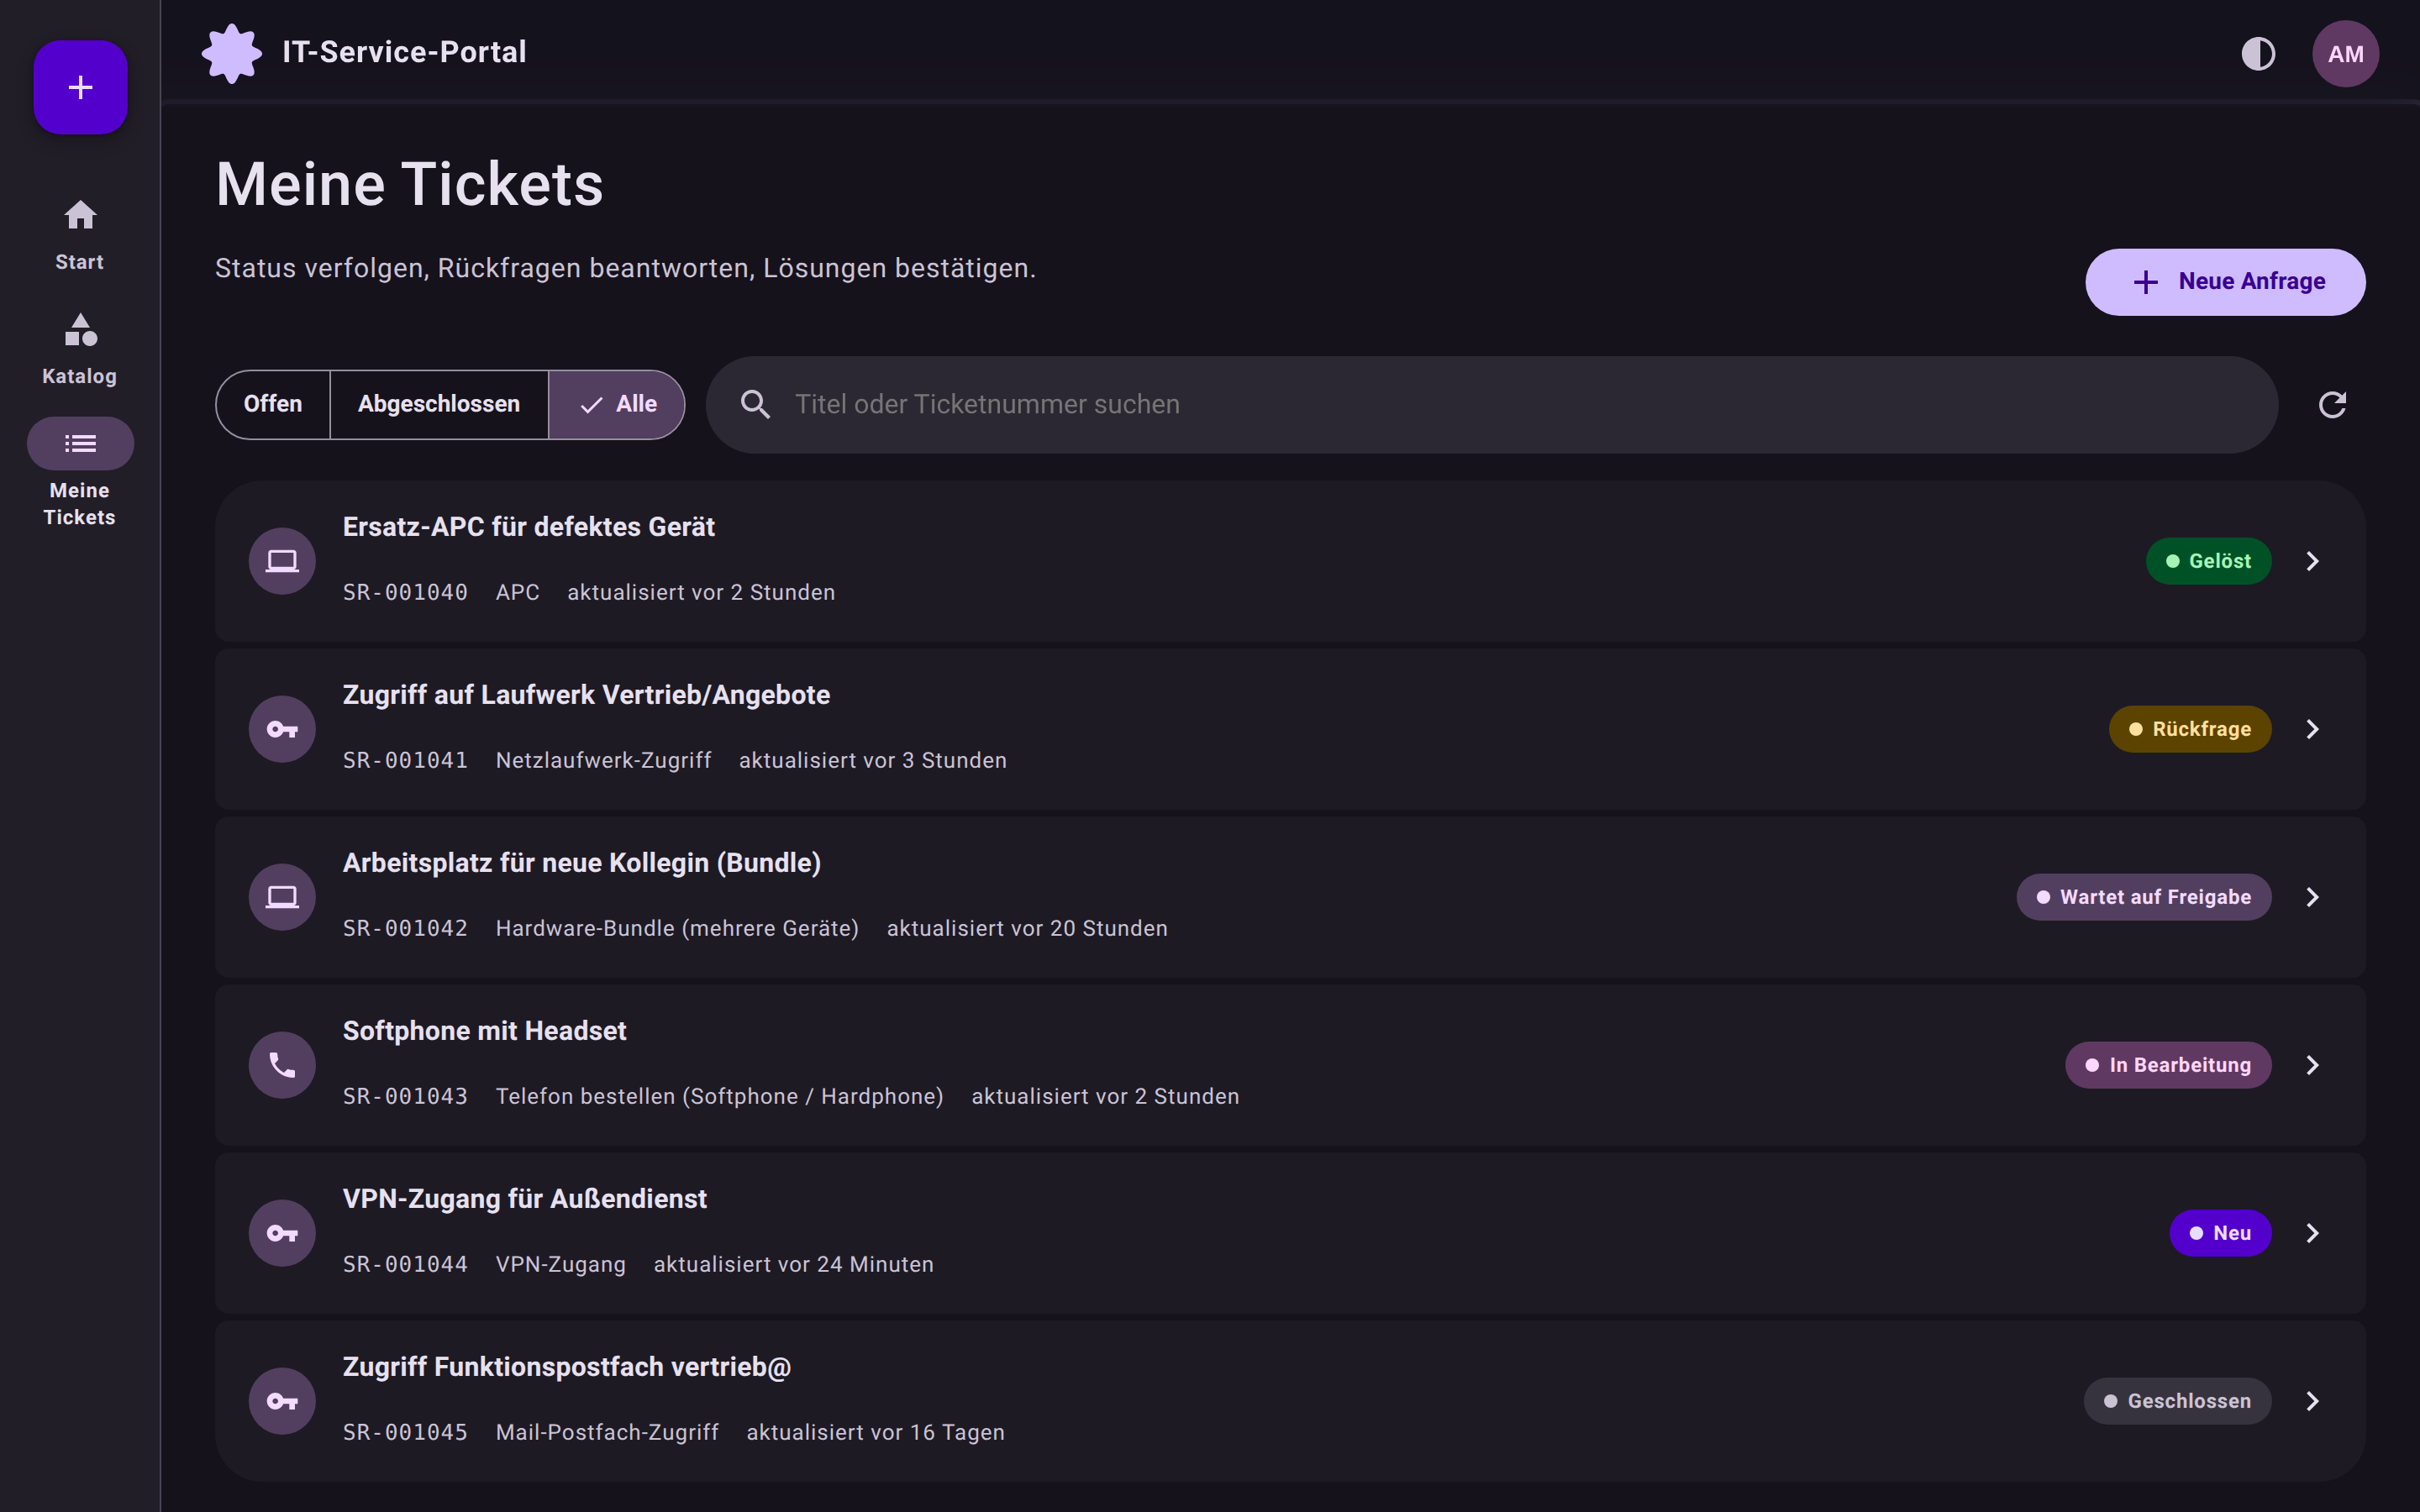 IT-Service-Portal
AM
Start
Katalog
Meine
Tickets
Meine Tickets
Status verfolgen, Rückfragen beantworten, Lösungen bestätigen.
Neue Anfrage
Offen
Abgeschlossen
Alle
Titel oder Ticketnummer suchen
Ersatz-APC für defektes Gerät
SR-001040 APC aktualisiert vor 2 Stunden
Gelöst
Zugriff auf Laufwerk Vertrieb/Angebote
SR-001041 Netzlaufwerk-Zugriff aktualisiert vor 3 Stunden
Rückfrage
Arbeitsplatz für neue Kollegin (Bundle)
SR-001042 Hardware-Bundle (mehrere Geräte) aktualisiert vor 20 Stunden
Wartet auf Freigabe
Softphone mit Headset
SR-001043 Telefon bestellen (Softphone / Hardphone) aktualisiert vor 2 Stunden
In Bearbeitung
VPN-Zugang für Außendienst
SR-001044 VPN-Zugang aktualisiert vor 24 Minuten
Neu
Zugriff Funktionspostfach vertrieb@
SR-001045 Mail-Postfach-Zugriff aktualisiert vor 16 Tagen
Geschlossen